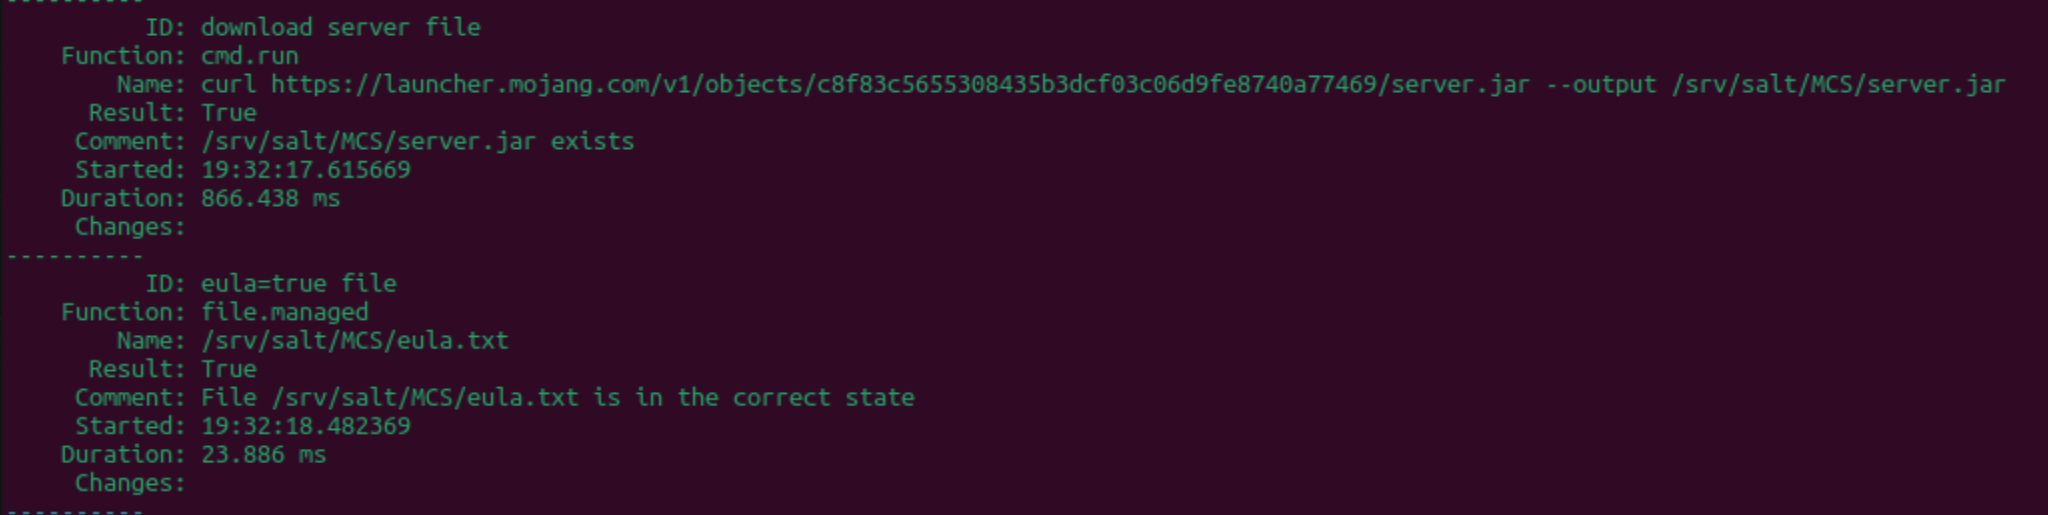 ----------
ID: download server file
Function: cmd.run
Name: curl https://launcher.mojang.com/v1/objects/c8f83c5655308435b3dcf03c06d9fe8740a77469/server.jar --output /srv/salt/MCS/server.jar
Result: True
Comment: /srv/salt/MCS/server.jar exists
Started: 19:32:17.615669
Duration: 866.438 ms
Changes:
----------
ID: eula=true file
Function: file.managed
Name: /srv/salt/MCS/eula.txt
Result: True
Comment: File /srv/salt/MCS/eula.txt is in the correct state
Started: 19:32:18.482369
Duration: 23.886 ms
Changes:
----------